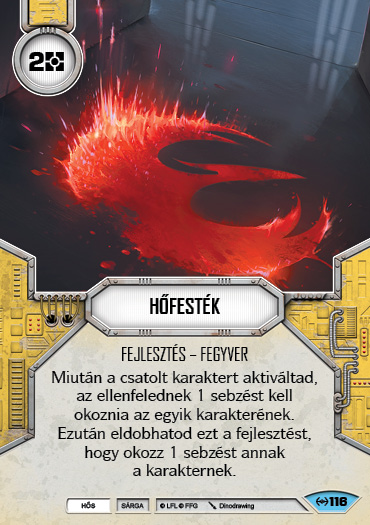 2
HŐFESTÉK
FEJLESZTÉS – FEGYVER
Miután a csatolt karaktert aktiváltad,
az ellenfelednek 1 sebzést kell
okoznia az egyik karakterének.
Ezután eldobhatod ezt a fejlesztést,
hogy okozz 1 sebzést annak
a karakternek.
HŐS SÁRGA © LFL © FFG Dinodrawing 116